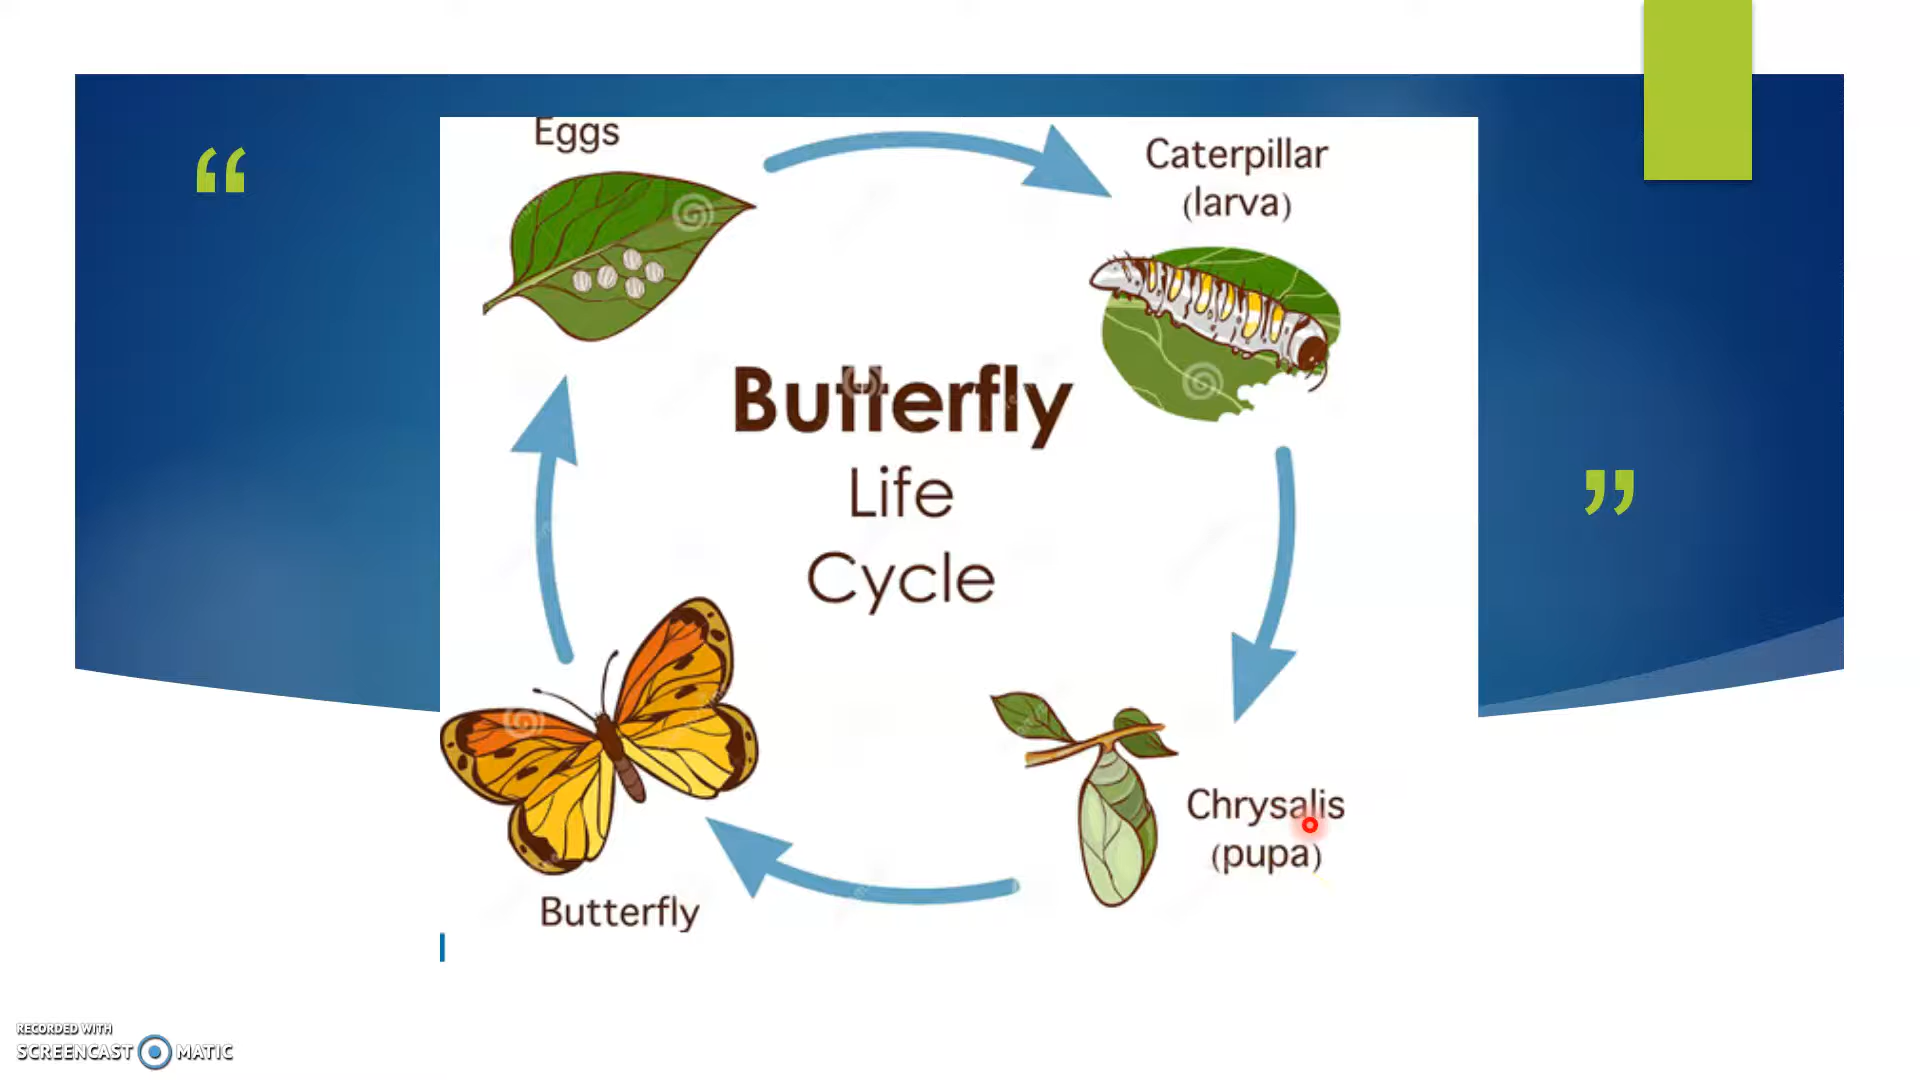 “
Eggs
Caterpillar
(larva)
Butterfly
Life
Cycle
”
Chrysalis
(pupa)
Butterfly
RECORDED WITH
SCREENCAST MATIC